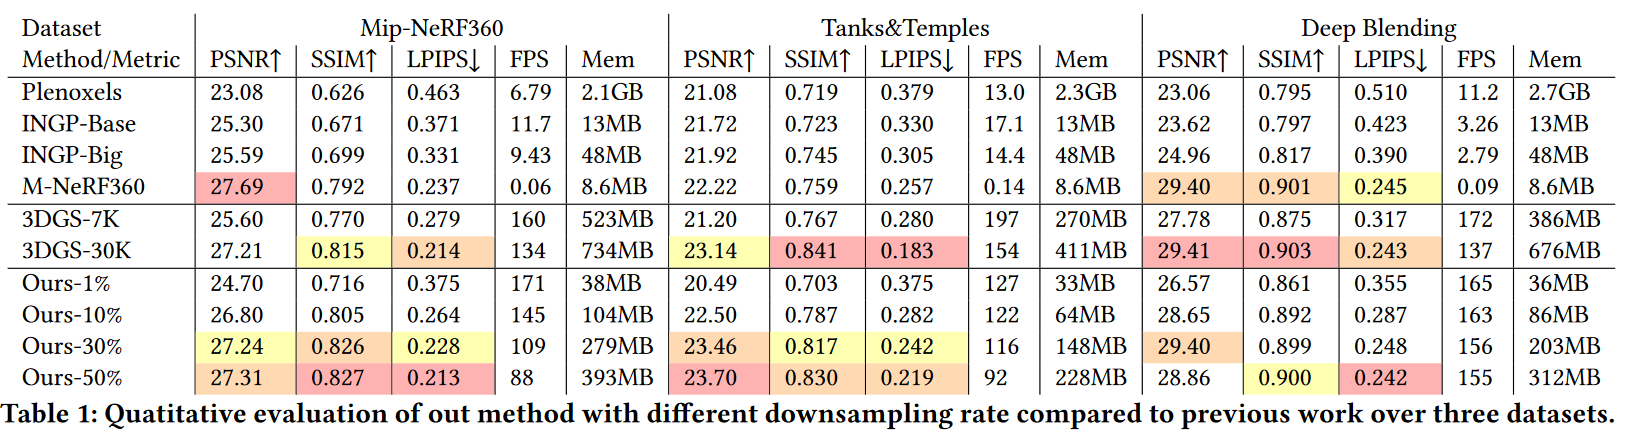 Dataset Mip-NeRF360 Tanks&Temples Deep Blending
Method/Metric PSNR↑ SSIM↑ LPIPS↓ FPS Mem PSNR↑ SSIM↑ LPIPS↓ FPS Mem PSNR↑ SSIM↑ LPIPS↓ FPS Mem
Plenoxels 23.08 0.626 0.463 6.79 2.1GB 21.08 0.719 0.379 13.0 2.3GB 23.06 0.795 0.510 11.2 2.7GB
INGP-Base 25.30 0.671 0.371 11.7 13MB 21.72 0.723 0.330 17.1 13MB 23.62 0.797 0.423 3.26 13MB
INGP-Big 25.59 0.699 0.331 9.43 48MB 21.92 0.745 0.305 14.4 48MB 24.96 0.817 0.390 2.79 48MB
M-NeRF360 27.69 0.792 0.237 0.06 8.6MB 22.22 0.759 0.257 0.14 8.6MB 29.40 0.901 0.245 0.09 8.6MB
3DGS-7K 25.60 0.770 0.279 160 523MB 21.20 0.767 0.280 197 270MB 27.78 0.875 0.317 172 386MB
3DGS-30K 27.21 0.815 0.214 134 734MB 23.14 0.841 0.183 154 411MB 29.41 0.903 0.243 137 676MB
Ours-1% 24.70 0.716 0.375 171 38MB 20.49 0.703 0.375 127 33MB 26.57 0.861 0.355 165 36MB
Ours-10% 26.80 0.805 0.264 145 104MB 22.50 0.787 0.282 122 64MB 28.65 0.892 0.287 163 86MB
Ours-30% 27.24 0.826 0.228 109 279MB 23.46 0.817 0.242 116 148MB 29.40 0.899 0.248 156 203MB
Ours-50% 27.31 0.827 0.213 88 393MB 23.70 0.830 0.219 92 228MB 28.86 0.900 0.242 155 312MB
Table 1: Quatitative evaluation of out method with different downsampling rate compared to previous work over three datasets.